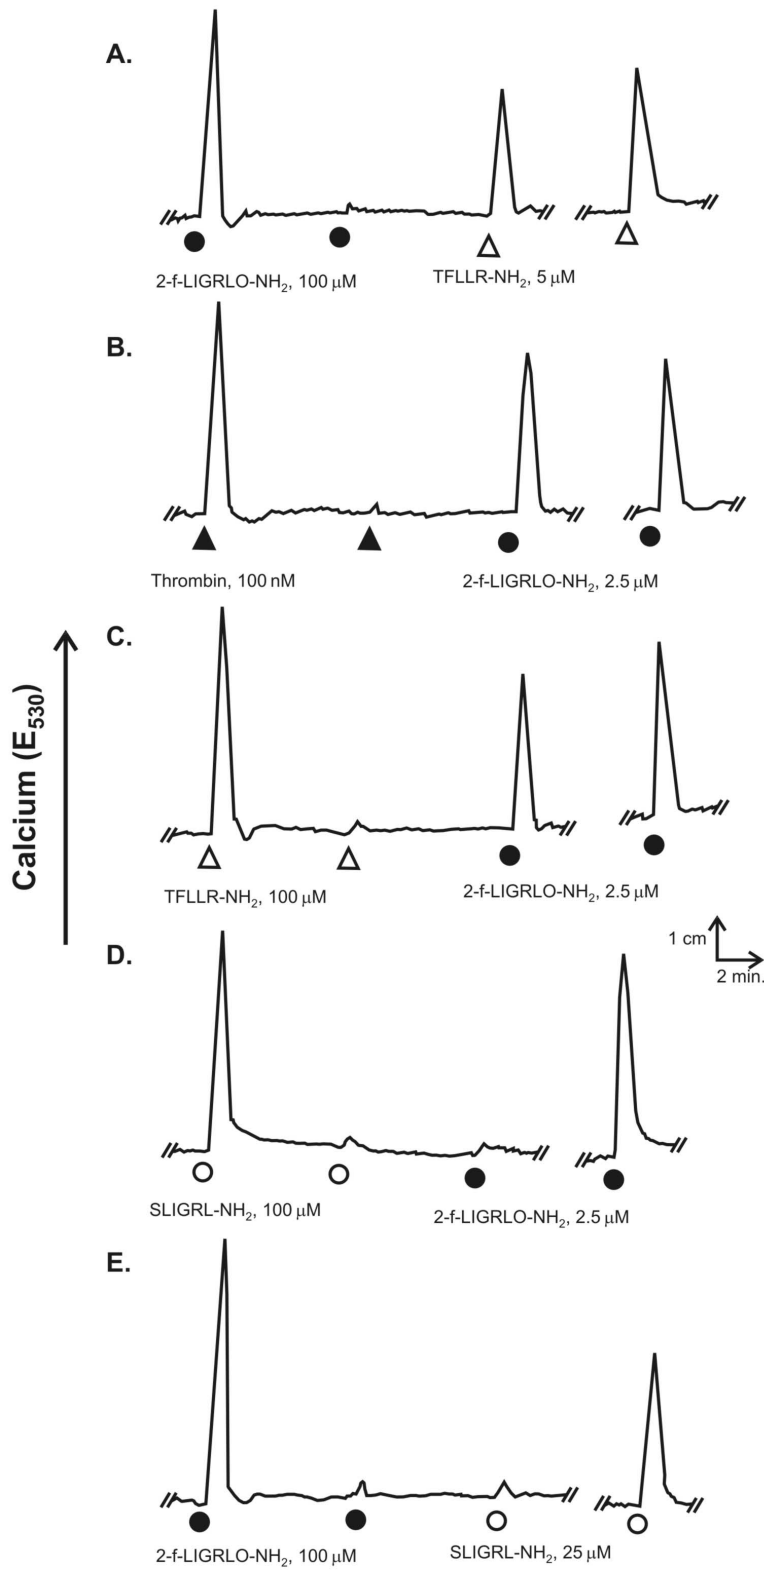 A.
2-f-LIGRLO-NH₂, 100 μM
TFLLR-NH₂, 5 μM
B.
Thrombin, 100 nM
2-f-LIGRLO-NH₂, 2.5 μM
C.
TFLLR-NH₂, 100 μM
2-f-LIGRLO-NH₂, 2.5 μM
Calcium (E₅₃₀)
1 cm
2 min.
D.
SLIGRL-NH₂, 100 μM
2-f-LIGRLO-NH₂, 2.5 μM
E.
2-f-LIGRLO-NH₂, 100 μM
SLIGRL-NH₂, 25 μM